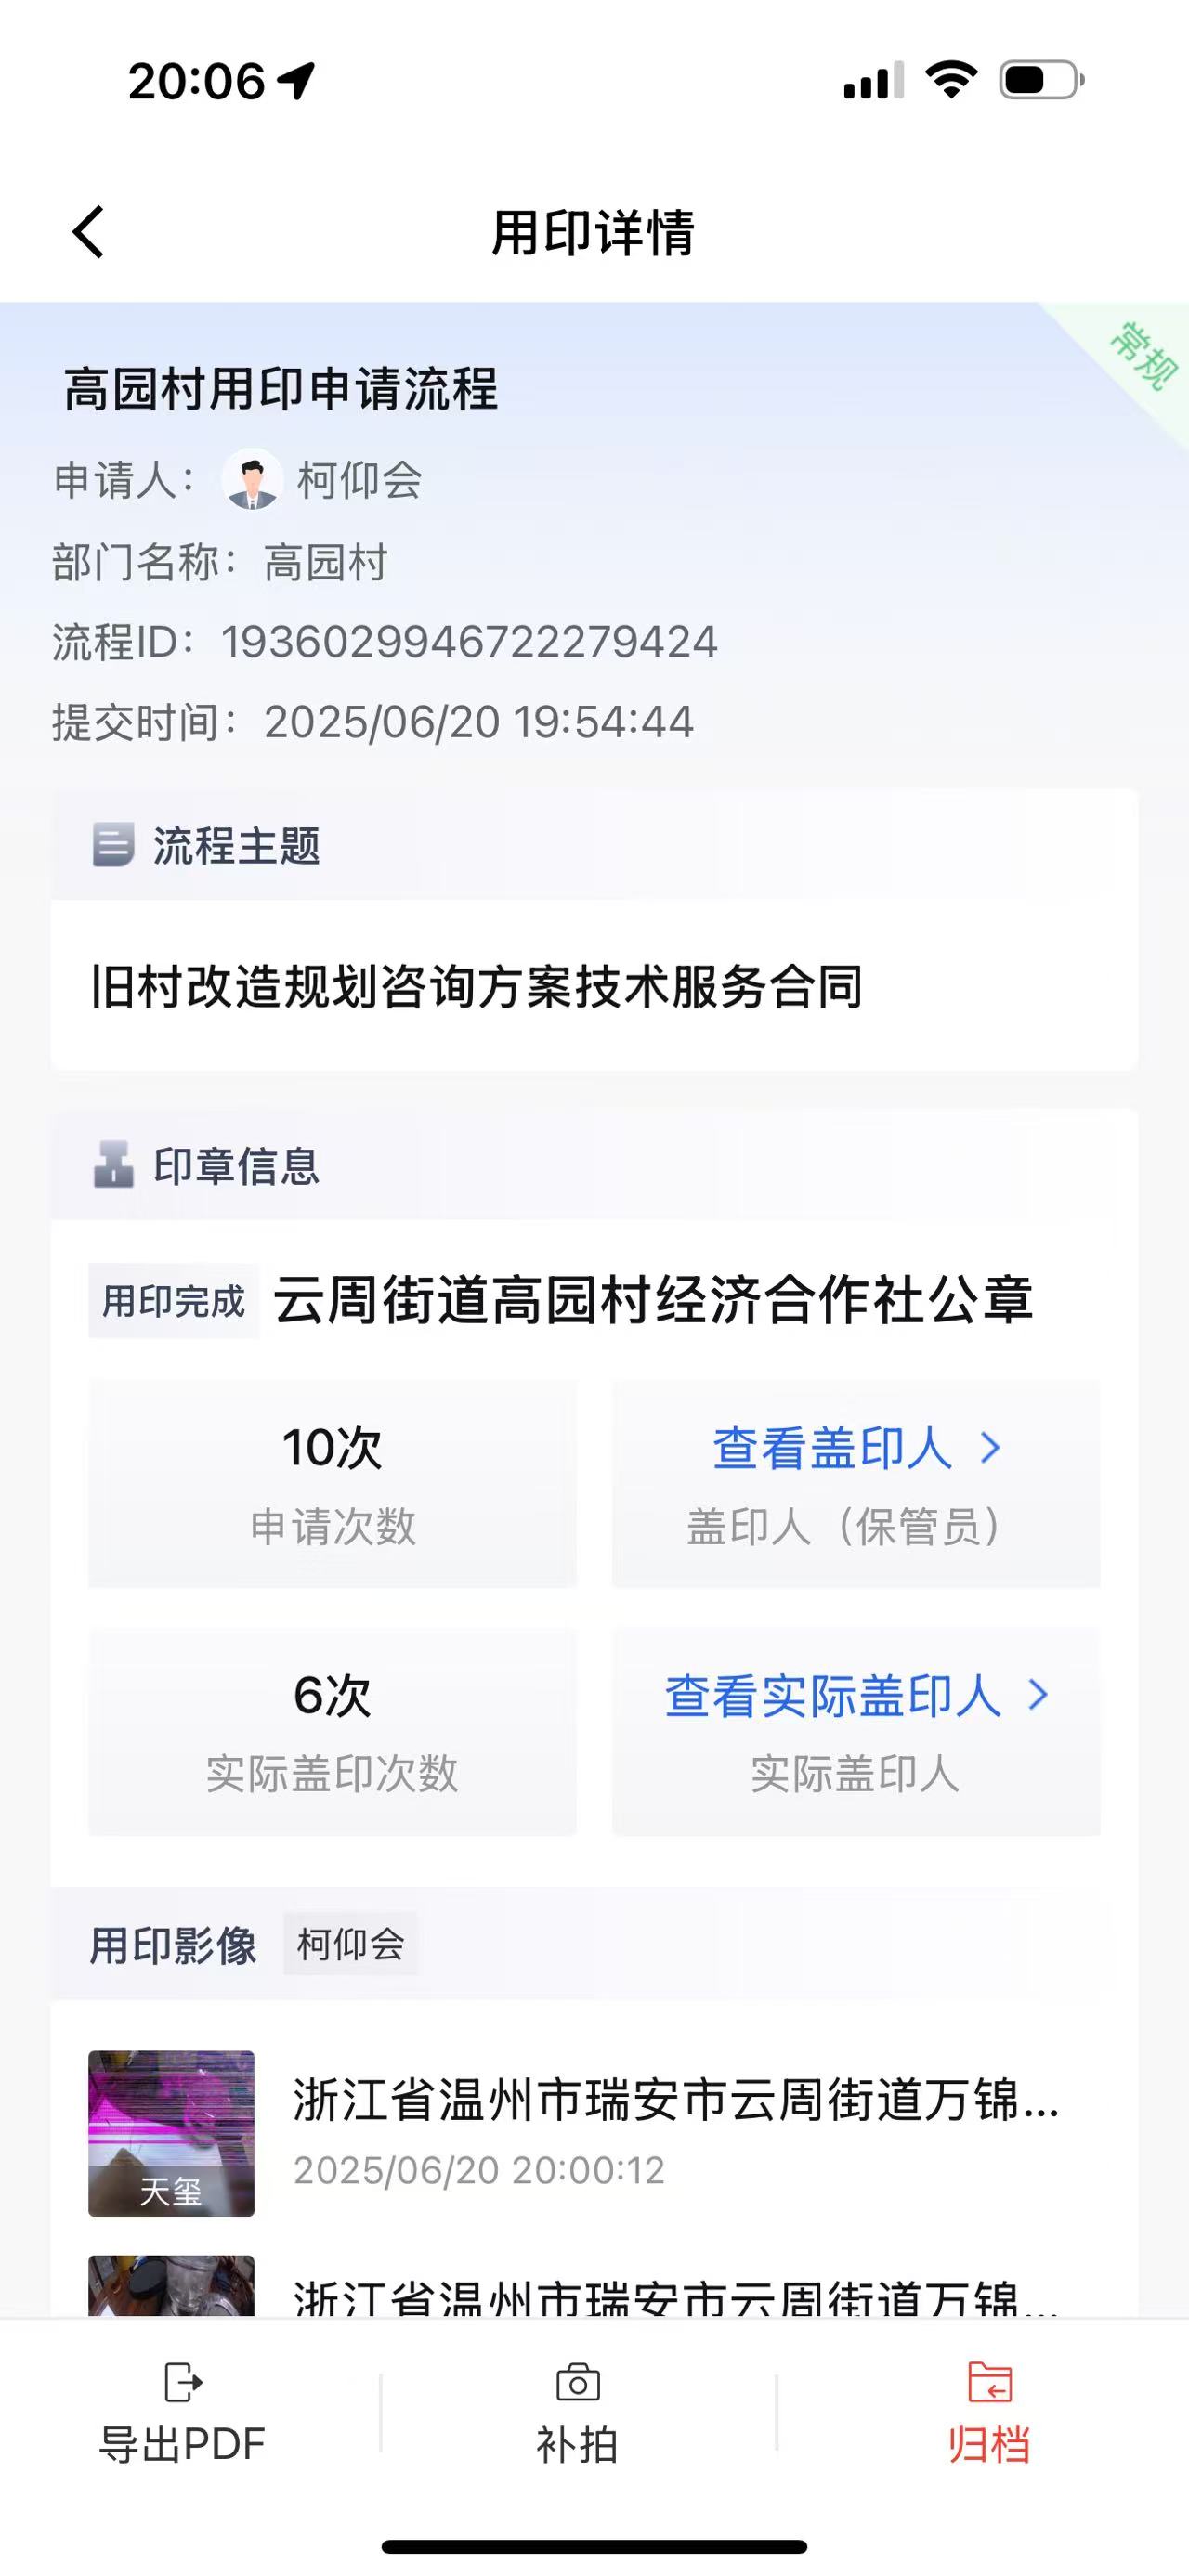 20:06
用印详情
常规
高园村用印申请流程
申请人： 柯仰会
部门名称： 高园村
流程ID： 1936029946722279424
提交时间： 2025/06/20 19:54:44
流程主题
旧村改造规划咨询方案技术服务合同
印章信息
用印完成 云周街道高园村经济合作社公章
10次
申请次数
查看盖印人 >
盖印人（保管员）
6次
实际盖印次数
查看实际盖印人 >
实际盖印人
用印影像 柯仰会
天玺
浙江省温州市瑞安市云周街道万锦...
2025/06/20 20:00:12
浙江省温州市瑞安市云周街道万锦...
导出PDF
补拍
归档